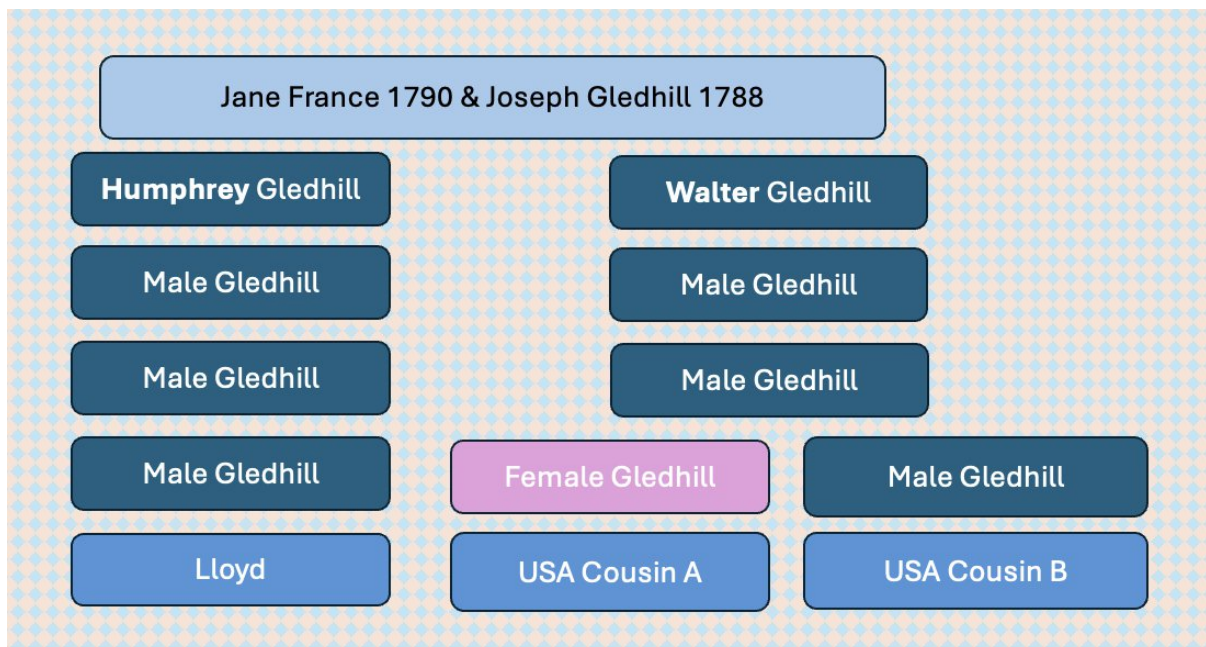 Jane France 1790 & Joseph Gledhill 1788
Humphrey Gledhill
Walter Gledhill
Male Gledhill
Male Gledhill
Male Gledhill
Male Gledhill
Male Gledhill
Female Gledhill
Male Gledhill
Lloyd
USA Cousin A
USA Cousin B